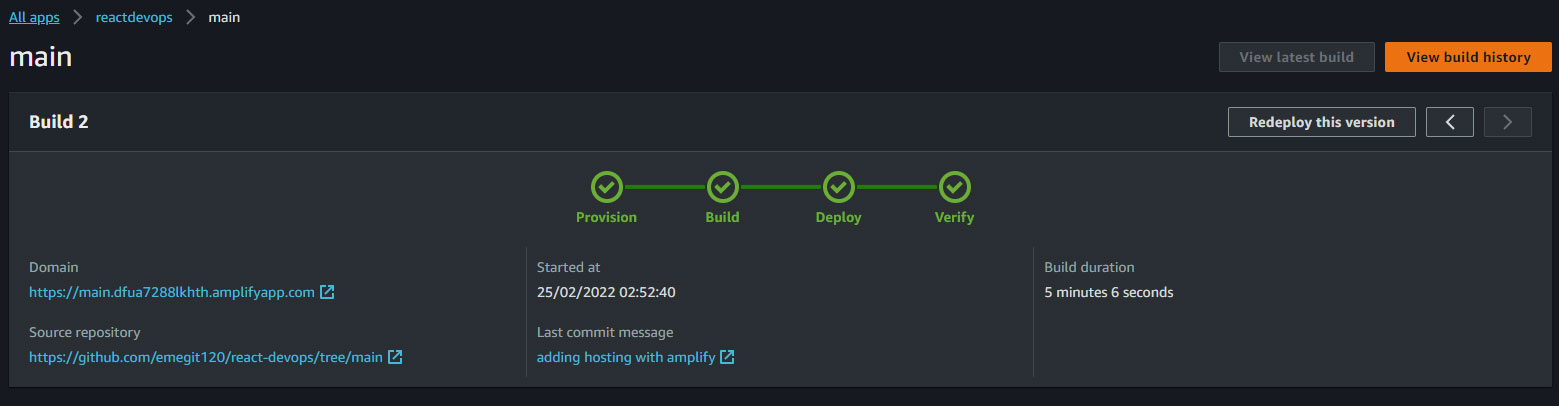 All apps > reactdevops > main
main
View latest build
View build history
Build 2
Redeploy this version
Provision
Build
Deploy
Verify
Domain
https://main.dfua7288lkhth.amplifyapp.com
Source repository
https://github.com/emegit120/react-devops/tree/main
Started at
25/02/2022 02:52:40
Last commit message
adding hosting with amplify
Build duration
5 minutes 6 seconds